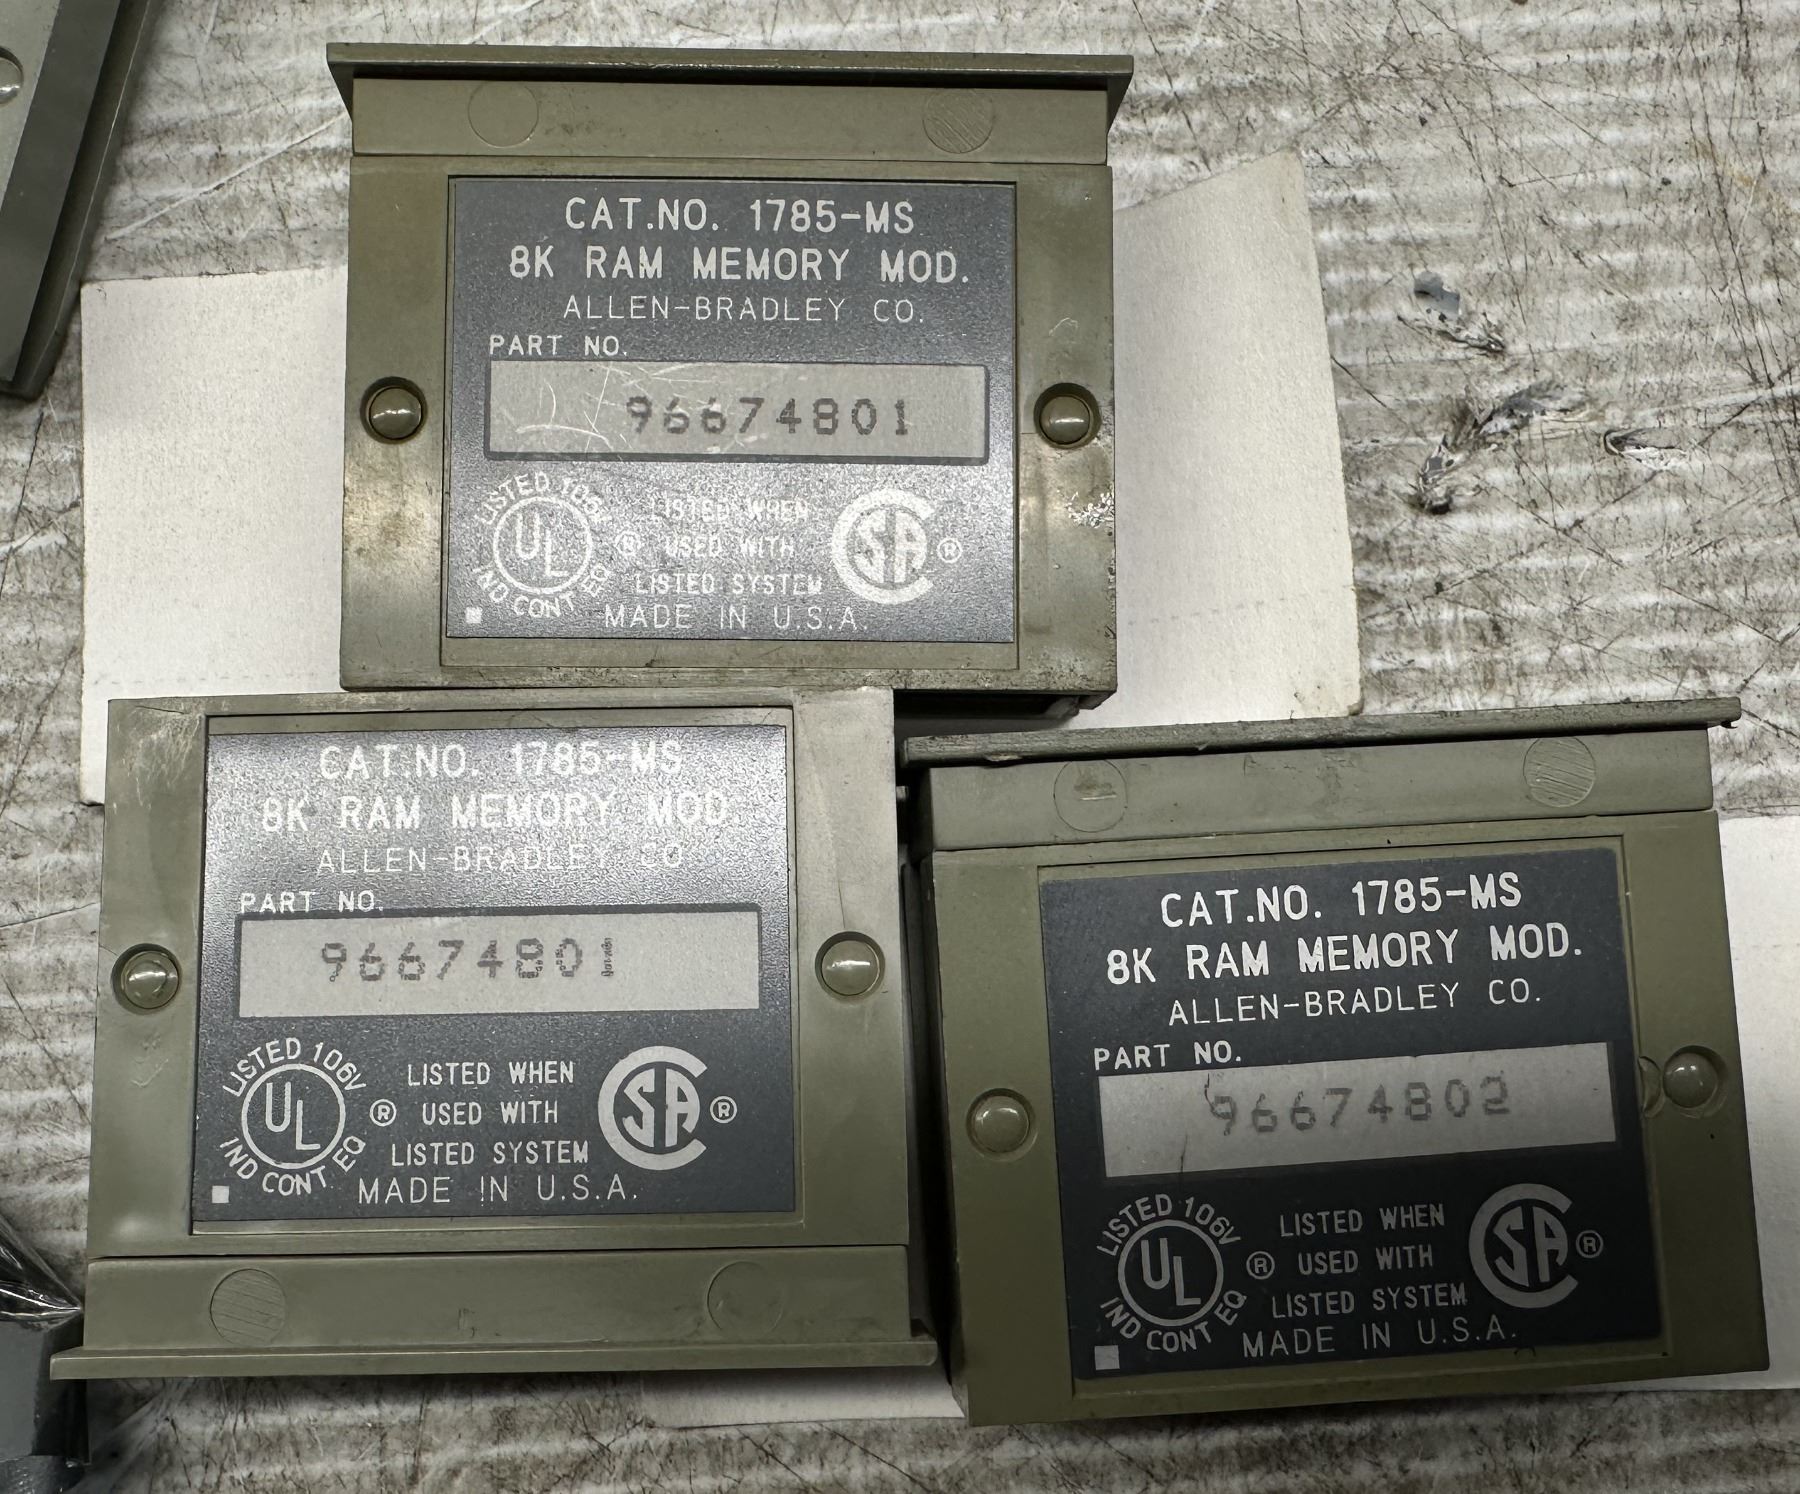 CAT.NO. 1785-MS
8K RAM MEMORY MOD.
ALLEN-BRADLEY CO.
PART NO.
96674801
LISTED 106V
UL
IND CONT EQ
®
LISTED WHEN
USED WITH
LISTED SYSTEM
CSA ®
MADE IN U.S.A.
CAT.NO. 1785-MS
8K RAM MEMORY MOD.
ALLEN-BRADLEY CO
PART NO.
96674801
LISTED 106V
UL
IND CONT EQ
®
LISTED WHEN
USED WITH
LISTED SYSTEM
CSA ®
MADE IN U.S.A.
CAT.NO. 1785-MS
8K RAM MEMORY MOD.
ALLEN-BRADLEY CO.
PART NO.
96674802
LISTED 106V
UL
IND CONT EQ
®
LISTED WHEN
USED WITH
LISTED SYSTEM
CSA ®
MADE IN U.S.A.